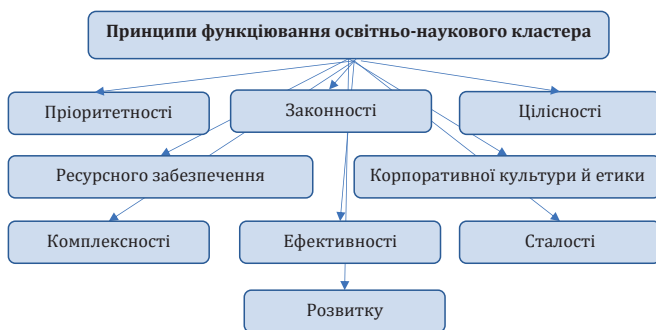 Принципи функціювання освітньо-наукового кластера
Пріоритетності
Законності
Цілісності
Ресурсного забезпечення
Корпоративної культури й етики
Комплексності
Ефективності
Сталості
Розвитку